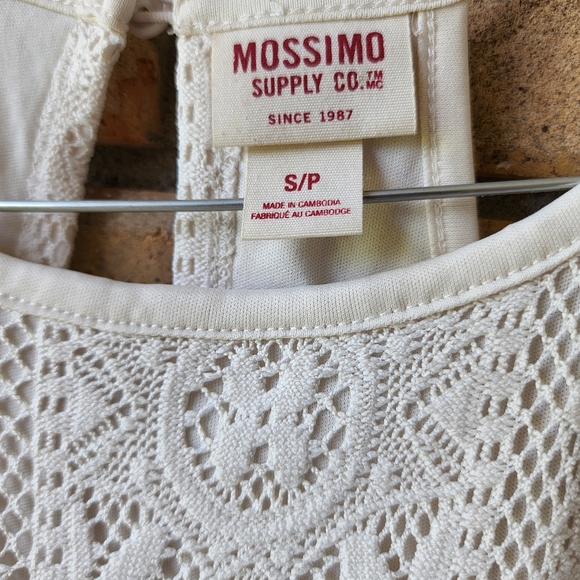 MOSSIMO
SUPPLY CO.™ MC
SINCE 1987
S/P
MADE IN CAMBODIA
FABRIQUÉ AU CAMBODGE